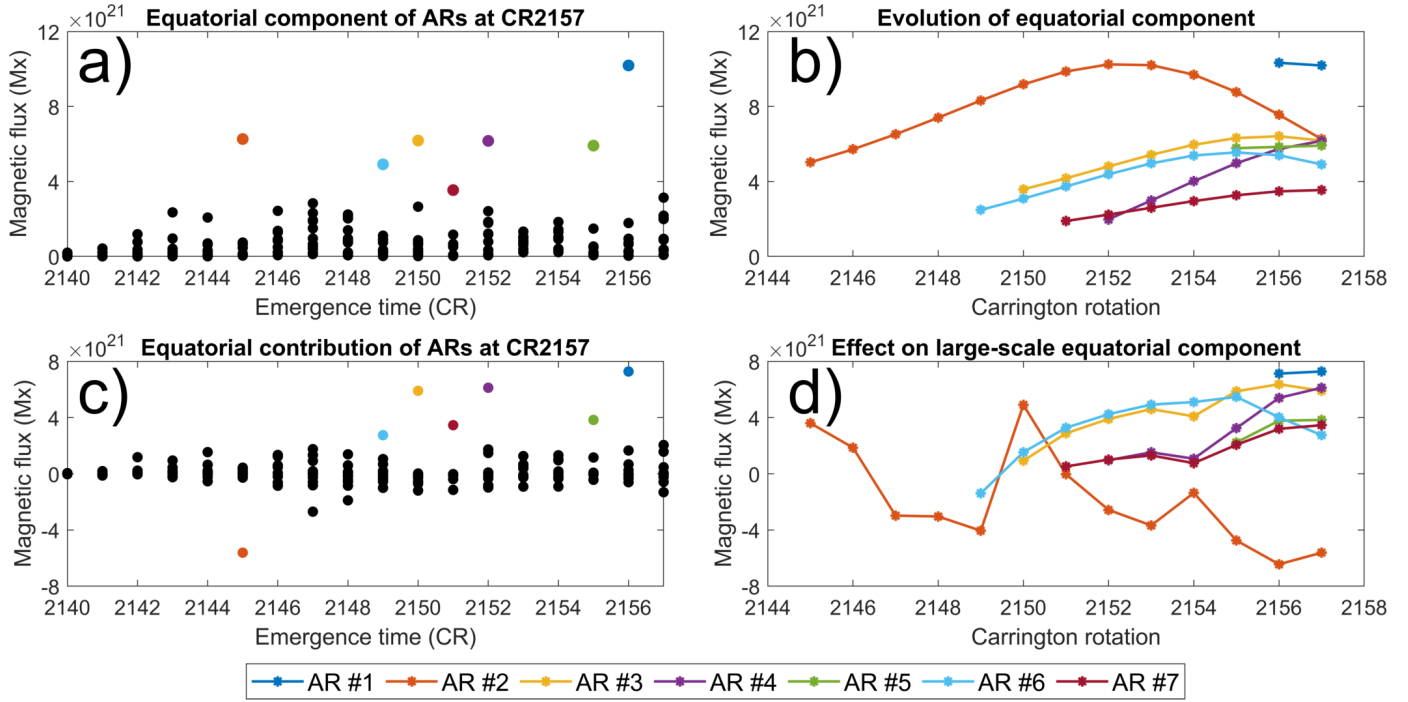 Equatorial component of ARs at CR2157
×10²¹
a)
12
8
4
0
Magnetic flux (Mx)
2140 2142 2144 2146 2148 2150 2152 2154 2156
Emergence time (CR)
Evolution of equatorial component
×10²¹
b)
12
8
4
0
Magnetic flux (Mx)
2144 2146 2148 2150 2152 2154 2156 2158
Carrington rotation
Equatorial contribution of ARs at CR2157
×10²¹
c)
8
4
0
-4
-8
Magnetic flux (Mx)
2140 2142 2144 2146 2148 2150 2152 2154 2156
Emergence time (CR)
Effect on large-scale equatorial component
×10²¹
d)
8
4
0
-4
-8
Magnetic flux (Mx)
2144 2146 2148 2150 2152 2154 2156 2158
Carrington rotation
AR #1 AR #2 AR #3 AR #4 AR #5 AR #6 AR #7